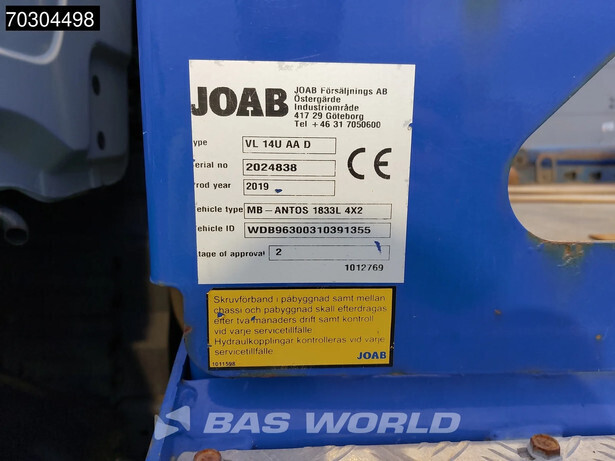 70304498
JOAB
JOAB Försäljnings AB
Östergärde
Industriområde
417 29 Göteborg
Tel +46 31 7050600
ype VL 14U AA D
erial no 2024838
rod year 2019
CE
ehicle type MB-ANTOS 1833L 4X2
ehicle ID WDB96300310391355
tage of approval 2
1012769
Skruvförband i påbyggnad samt mellan
chassi och påbyggnad skall efterdragas
efter två månaders drift samt kontroll
vid varje servicetillfälle.
Hydraulkopplingar kontrolleras vid varje
servicetillfälle.
1011598 JOAB
BAS WORLD